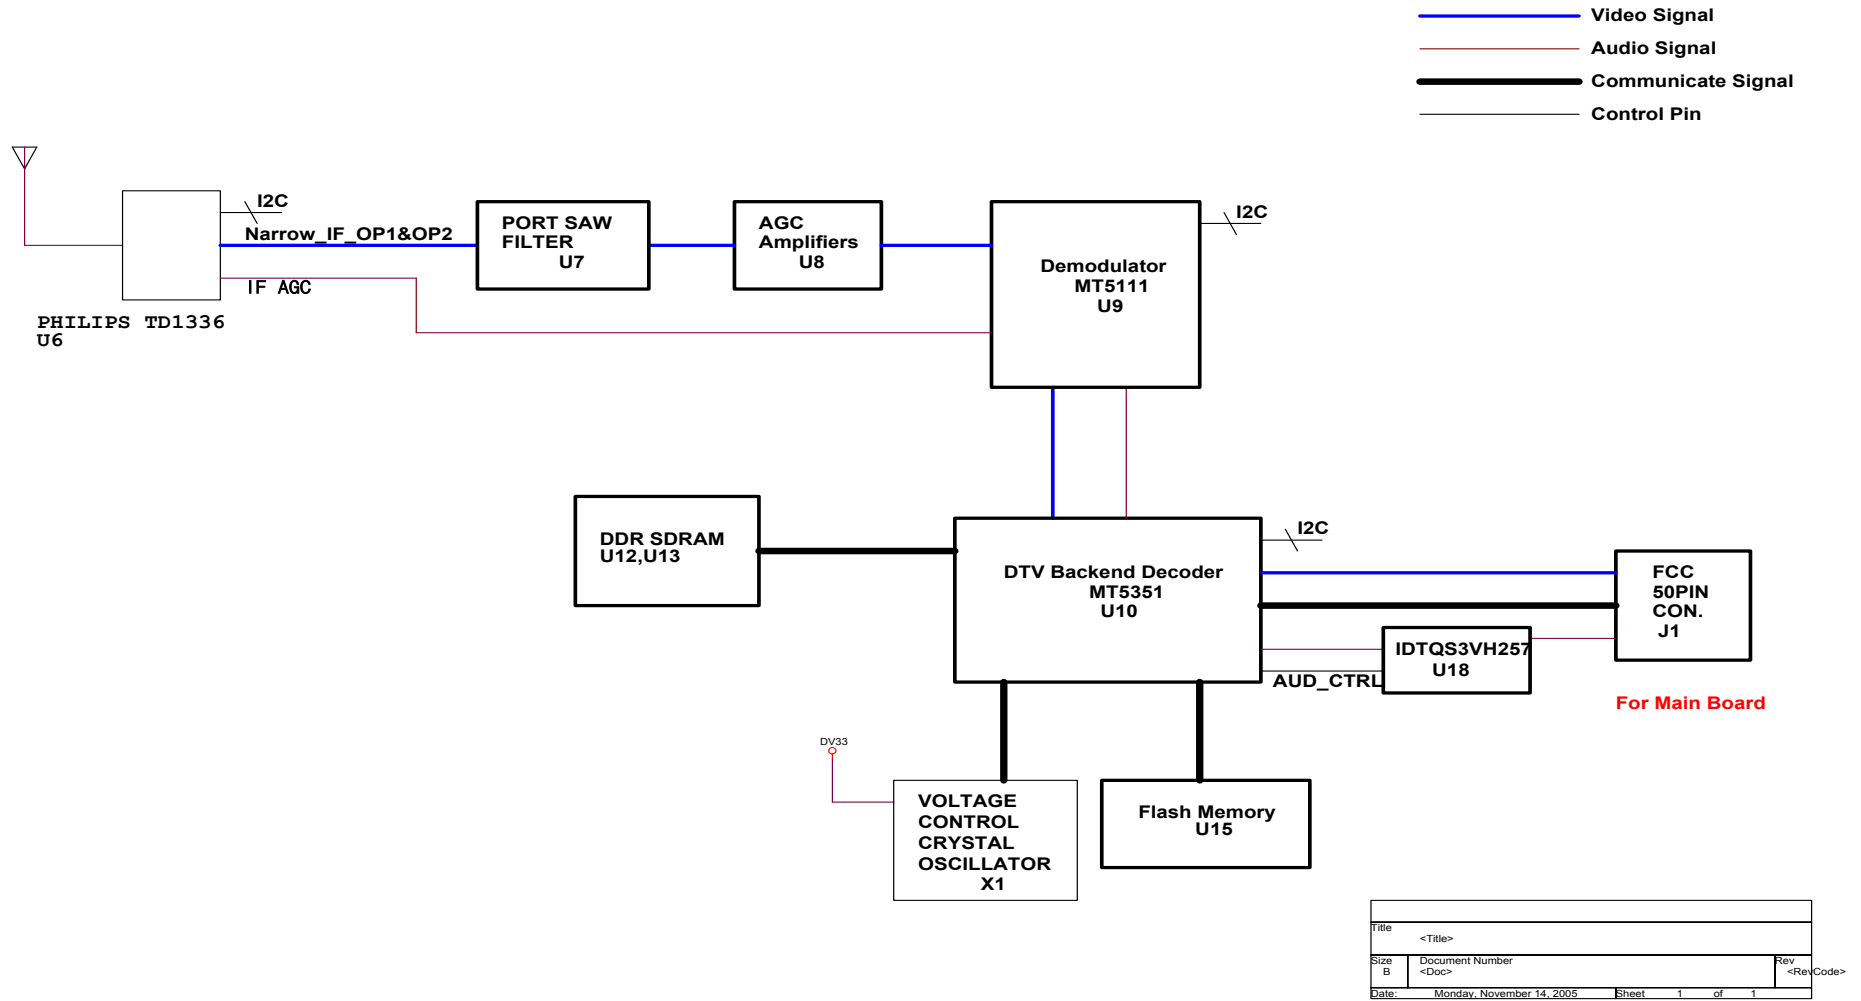 Video Signal
Audio Signal
Communicate Signal
Control Pin
I2C
Narrow_IF_OP1&OP2
IF AGC
PHILIPS TD1336
U6
PORT SAW
FILTER
U7
AGC
Amplifiers
U8
I2C
Demodulator
MT5111
U9
DDR SDRAM
U12,U13
I2C
DTV Backend Decoder
MT5351
U10
FCC
50PIN
CON.
J1
IDTQS3VH257
U18
AUD_CTRL
For Main Board
DV33
VOLTAGE
CONTROL
CRYSTAL
OSCILLATOR
X1
Flash Memory
U15
Title
<Title>
Size Document Number Rev
B <Doc> <RevCode>
Date: Monday, November 14, 2005 Sheet 1 of 1